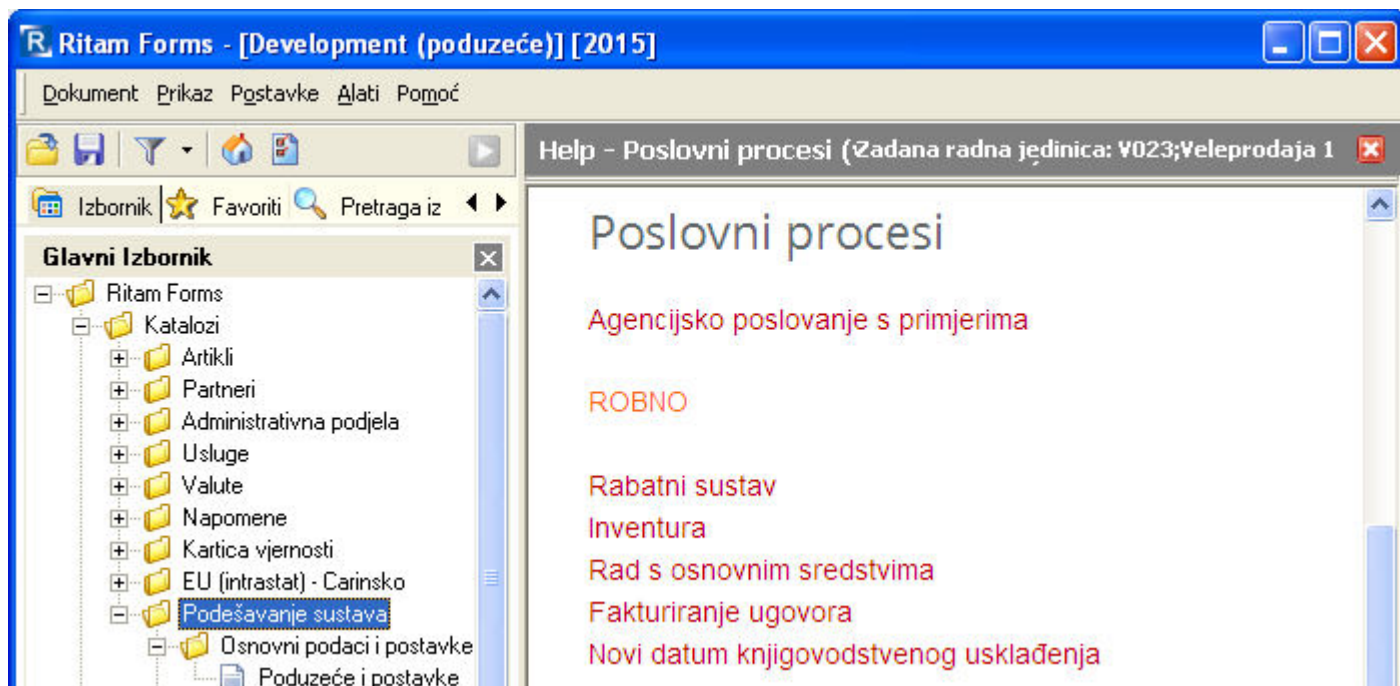 Ritam Forms - [Development (poduzeće)] [2015]
Dokument Prikaz Postavke Alati Pomoć
Help - Poslovni procesi (Zadana radna jedinica: V023;Veleprodaja 1
Izbornik Favoriti Pretraga iz
Glavni Izbornik
Ritam Forms
Katalozi
Artikli
Partneri
Administrativna podjela
Usluge
Valute
Napomene
Kartica vjernosti
EU (intrastat) - Carinsko
Podešavanje sustava
Osnovni podaci i postavke
Poduzeće i postavke
Poslovni procesi
Agencijsko poslovanje s primjerima
ROBNO
Rabatni sustav
Inventura
Rad s osnovnim sredstvima
Fakturiranje ugovora
Novi datum knjigovodstvenog usklađenja